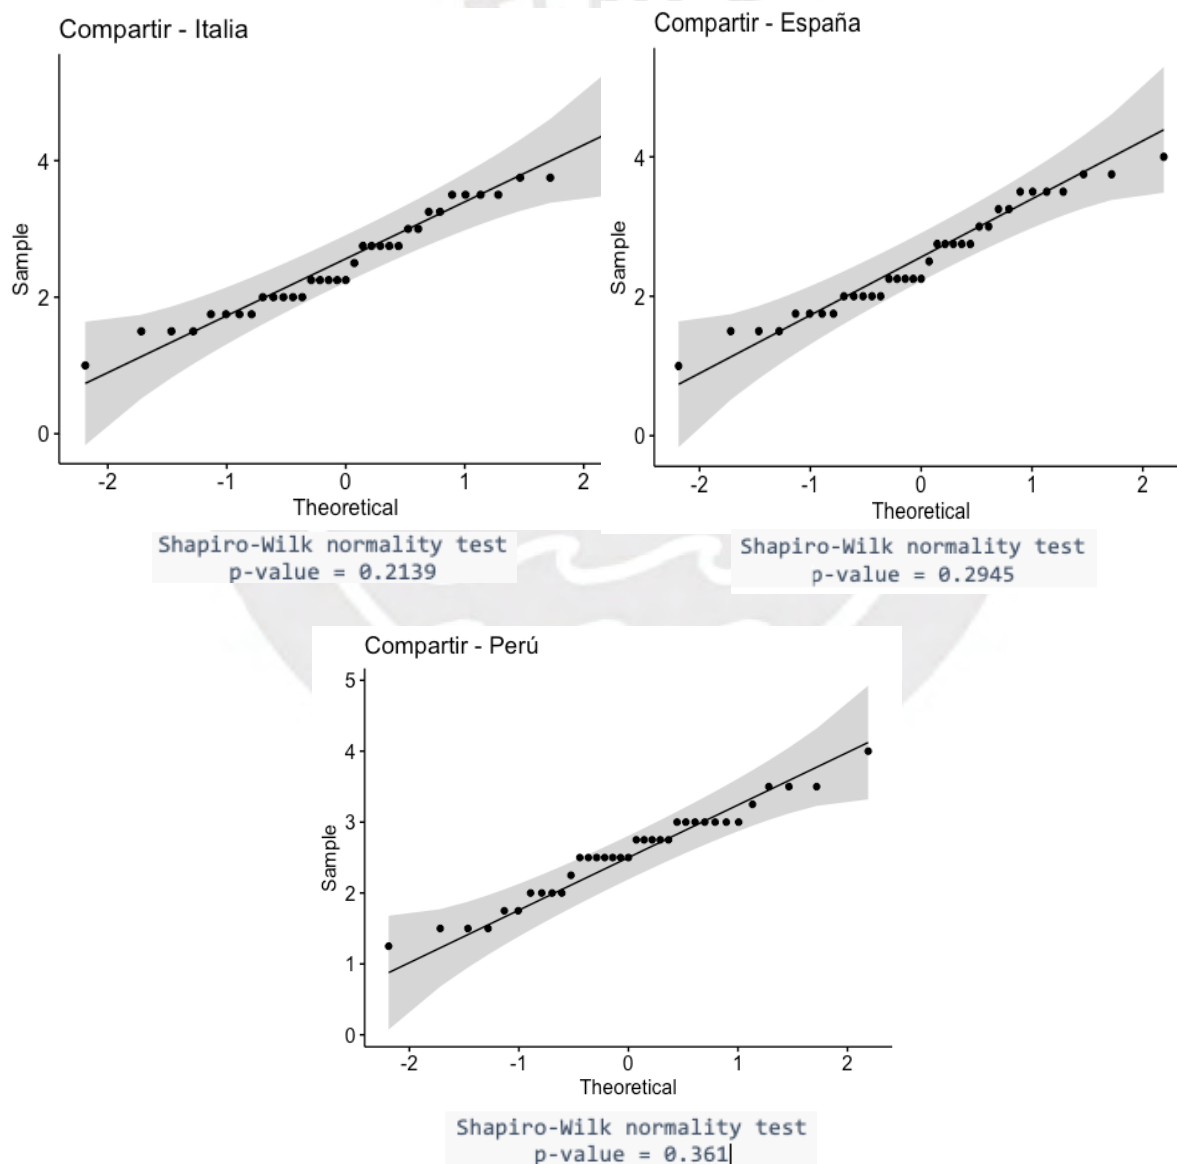 Compartir - Italia
4
2
0
Sample
-2
-1
0
1
2
Theoretical
Shapiro-Wilk normality test
p-value = 0.2139
Compartir - España
4
2
0
Sample
-2
-1
0
1
2
Theoretical
Shapiro-Wilk normality test
p-value = 0.2945
Compartir - Perú
5
4
3
2
1
0
Sample
-2
-1
0
1
2
Theoretical
Shapiro-Wilk normality test
p-value = 0.361